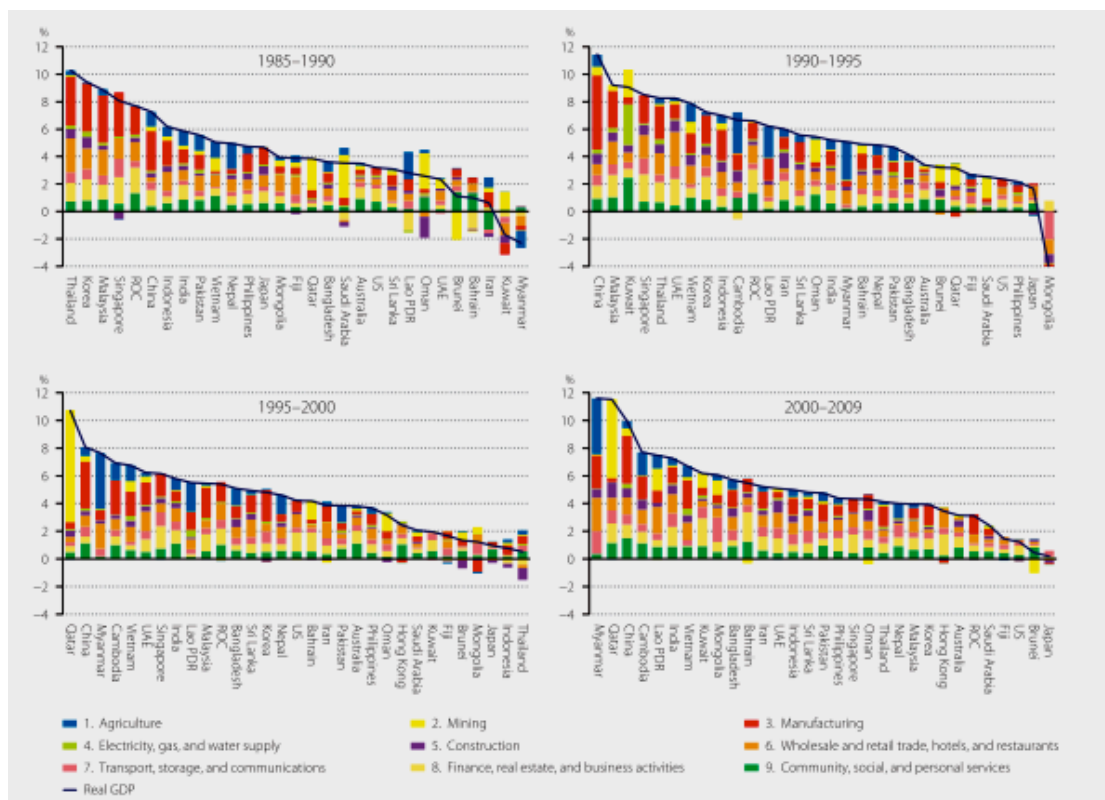 %
12
10
8
6
4
2
0
−2
−4
1985–1990
Thailand
Korea
Malaysia
Singapore
ROC
China
Indonesia
India
Pakistan
Vietnam
Nepal
Philippines
Japan
Mongolia
Fiji
Qatar
Bangladesh
Saudi Arabia
Australia
US
Sri Lanka
Lao PDR
Oman
UAE
Brunei
Bahrain
Iran
Kuwait
Myanmar
%
12
10
8
6
4
2
0
−2
−4
1990–1995
China
Malaysia
Kuwait
Singapore
Thailand
UAE
Vietnam
Korea
Indonesia
Cambodia
ROC
Lao PDR
Iran
Sri Lanka
Oman
India
Myanmar
Bahrain
Nepal
Pakistan
Bangladesh
Australia
Brunei
Qatar
Fiji
Saudi Arabia
US
Philippines
Japan
Mongolia
%
12
10
8
6
4
2
0
−2
−4
1995–2000
Qatar
China
Myanmar
Cambodia
Vietnam
UAE
Singapore
India
Lao PDR
Malaysia
ROC
Bangladesh
Sri Lanka
Korea
Nepal
US
Bahrain
Iran
Pakistan
Australia
Philippines
Oman
Hong Kong
Saudi Arabia
Kuwait
Fiji
Brunei
Mongolia
Japan
Indonesia
Thailand
%
12
10
8
6
4
2
0
−2
−4
2000–2009
Myanmar
Qatar
China
Cambodia
Lao PDR
India
Vietnam
Kuwait
Mongolia
Bangladesh
Bahrain
Iran
UAE
Indonesia
Sri Lanka
Pakistan
Philippines
Singapore
Oman
Thailand
Nepal
Malaysia
Korea
Hong Kong
Australia
ROC
Saudi Arabia
Fiji
US
Brunei
Japan
1. Agriculture
2. Mining
3. Manufacturing
4. Electricity, gas, and water supply
5. Construction
6. Wholesale and retail trade, hotels, and restaurants
7. Transport, storage, and communications
8. Finance, real estate, and business activities
9. Community, social, and personal services
Real GDP